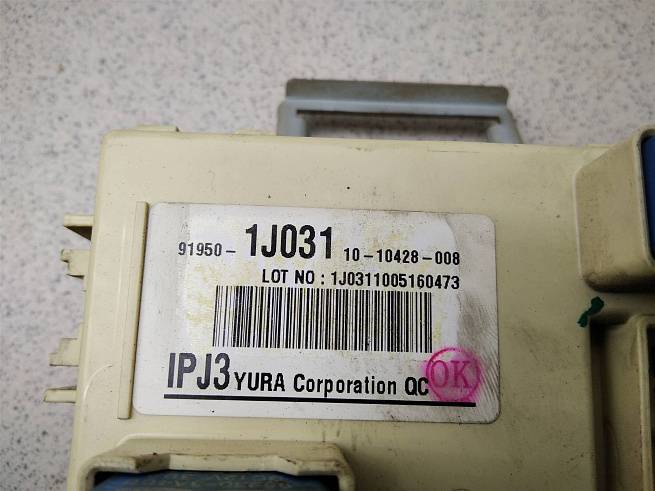 91950- 1J031 10-10428-008
LOT NO : 1J0311005160473
IPJ3 YURA Corporation QC OK